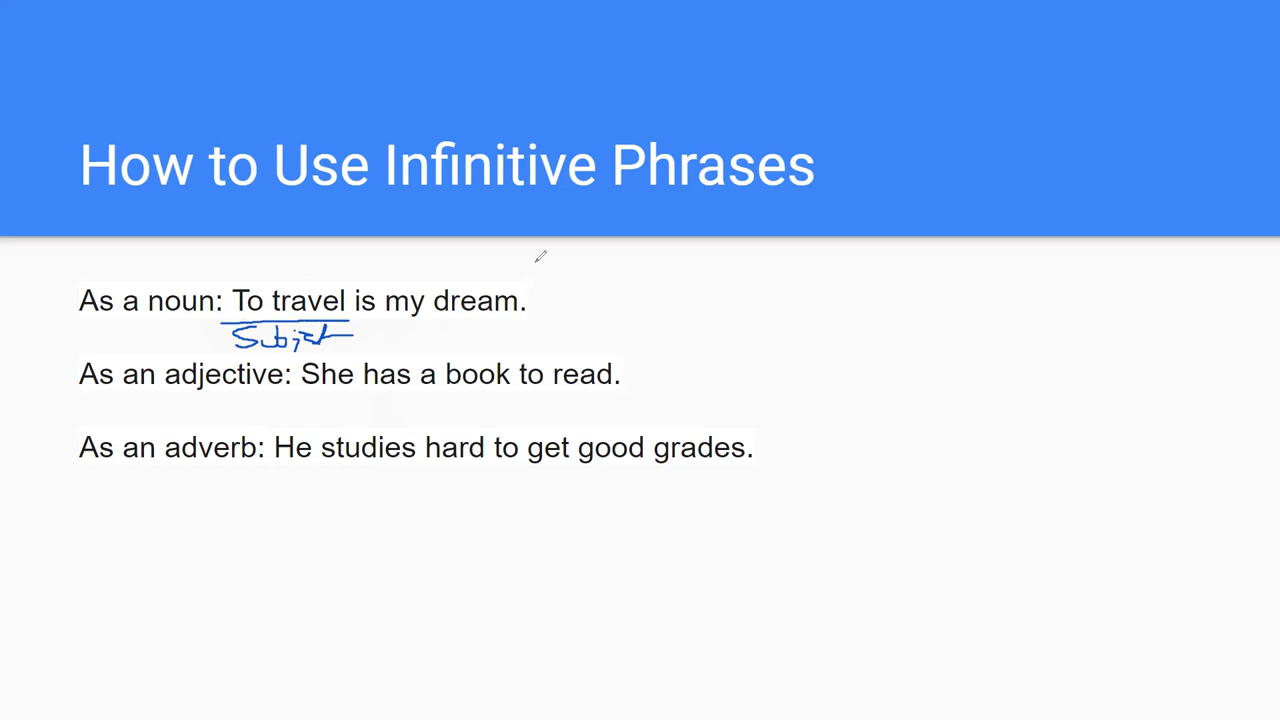 How to Use Infinitive Phrases
As a noun: To travel is my dream.
Subject
As an adjective: She has a book to read.
As an adverb: He studies hard to get good grades.